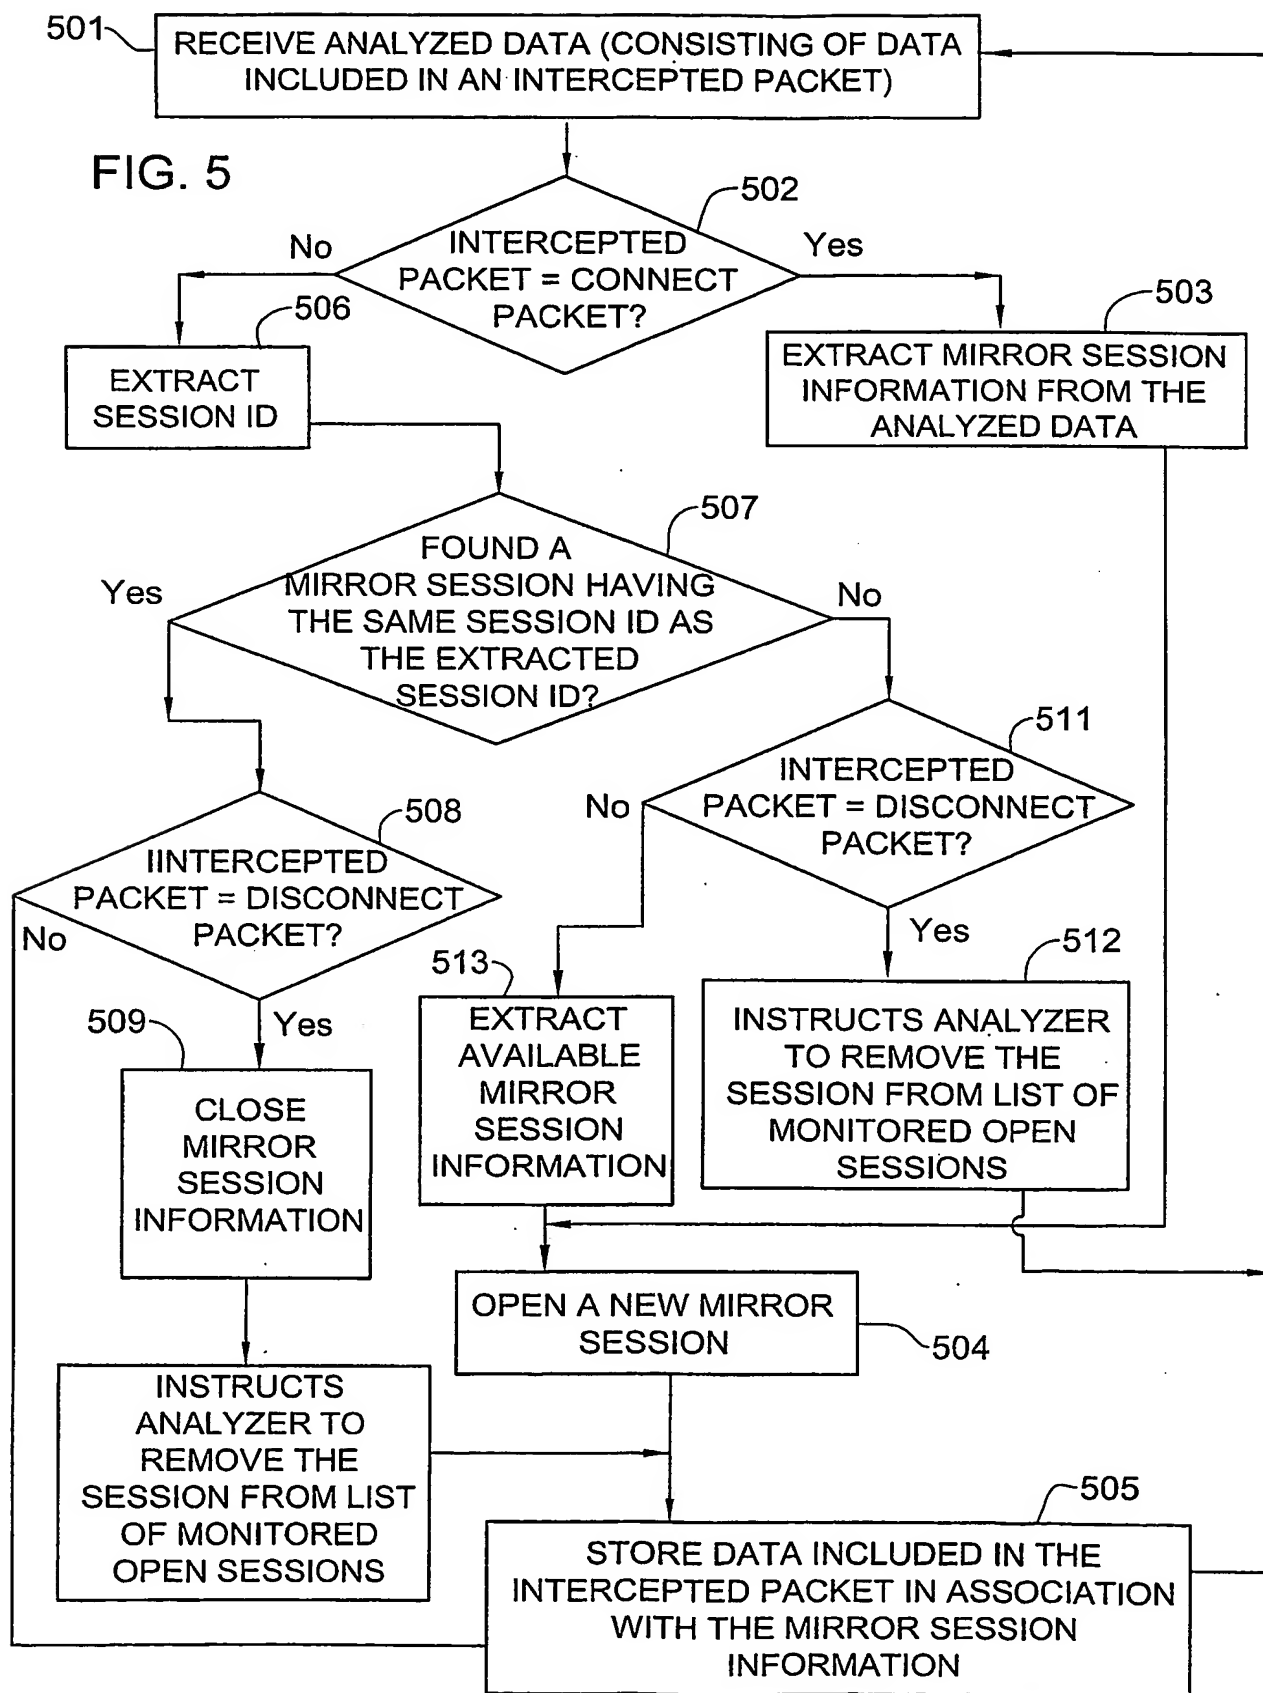 501
RECEIVE ANALYZED DATA (CONSISTING OF DATA
INCLUDED IN AN INTERCEPTED PACKET)
FIG. 5
502
INTERCEPTED
PACKET = CONNECT
PACKET?
No
Yes
506
EXTRACT
SESSION ID
503
EXTRACT MIRROR SESSION
INFORMATION FROM THE
ANALYZED DATA
507
FOUND A
MIRROR SESSION HAVING
THE SAME SESSION ID AS
THE EXTRACTED
SESSION ID?
Yes
No
511
INTERCEPTED
PACKET = DISCONNECT
PACKET?
No
Yes
508
IINTERCEPTED
PACKET = DISCONNECT
PACKET?
No
Yes
509
CLOSE
MIRROR
SESSION
INFORMATION
513
EXTRACT
AVAILABLE
MIRROR
SESSION
INFORMATION
512
INSTRUCTS ANALYZER
TO REMOVE THE
SESSION FROM LIST OF
MONITORED OPEN
SESSIONS
OPEN A NEW MIRROR
SESSION
504
INSTRUCTS
ANALYZER TO
REMOVE THE
SESSION FROM LIST
OF MONITORED
OPEN SESSIONS
505
STORE DATA INCLUDED IN THE
INTERCEPTED PACKET IN ASSOCIATION
WITH THE MIRROR SESSION
INFORMATION